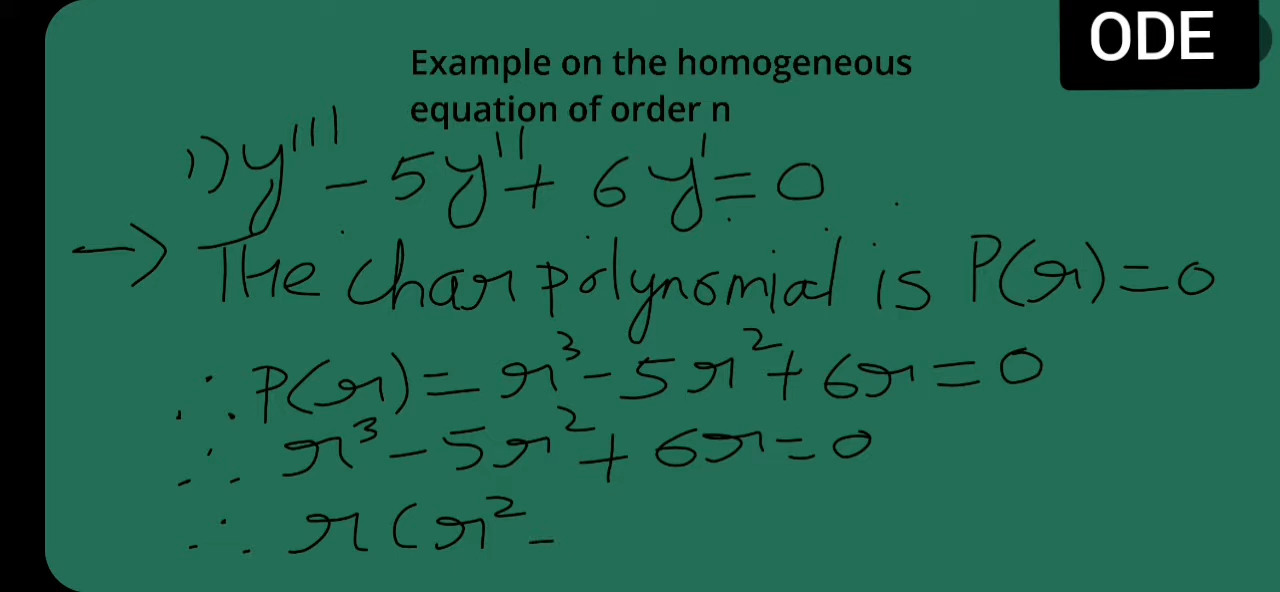 ODE
Example on the homogeneous
equation of order n
1) y''' - 5y'' + 6y' = 0
→ The char polynomial is P(r) = 0
∴ P(r) = r³ - 5r² + 6r = 0
∴ r³ - 5r² + 6r = 0
∴ r(r² -